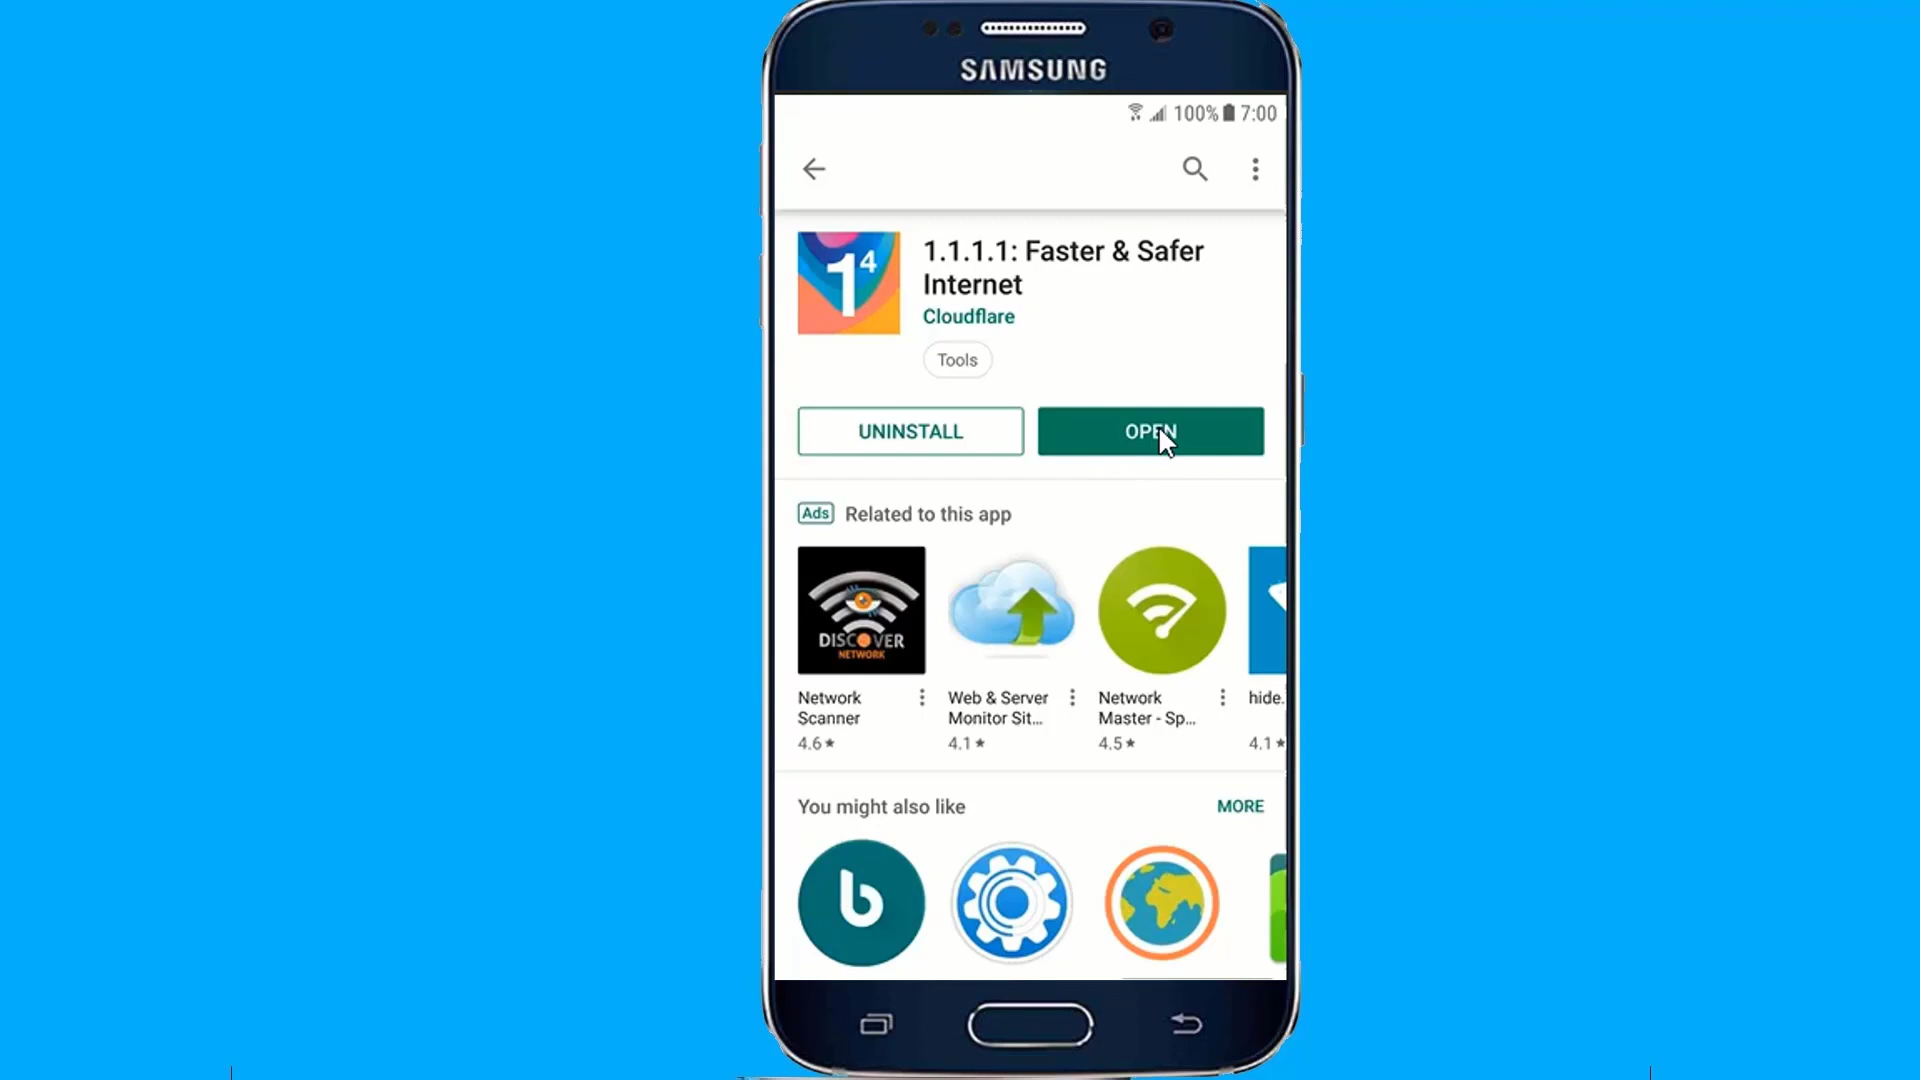 SAMSUNG
100% 7:00
1.1.1.1: Faster & Safer
Internet
Cloudflare
Tools
UNINSTALL
OPEN
Ads Related to this app
1⁴
DISCOVER
NETWORK
Network
Scanner
4.6★
Web & Server
Monitor Sit...
4.1★
Network
Master - Sp...
4.5★
hide.
4.1★
You might also like
MORE
b